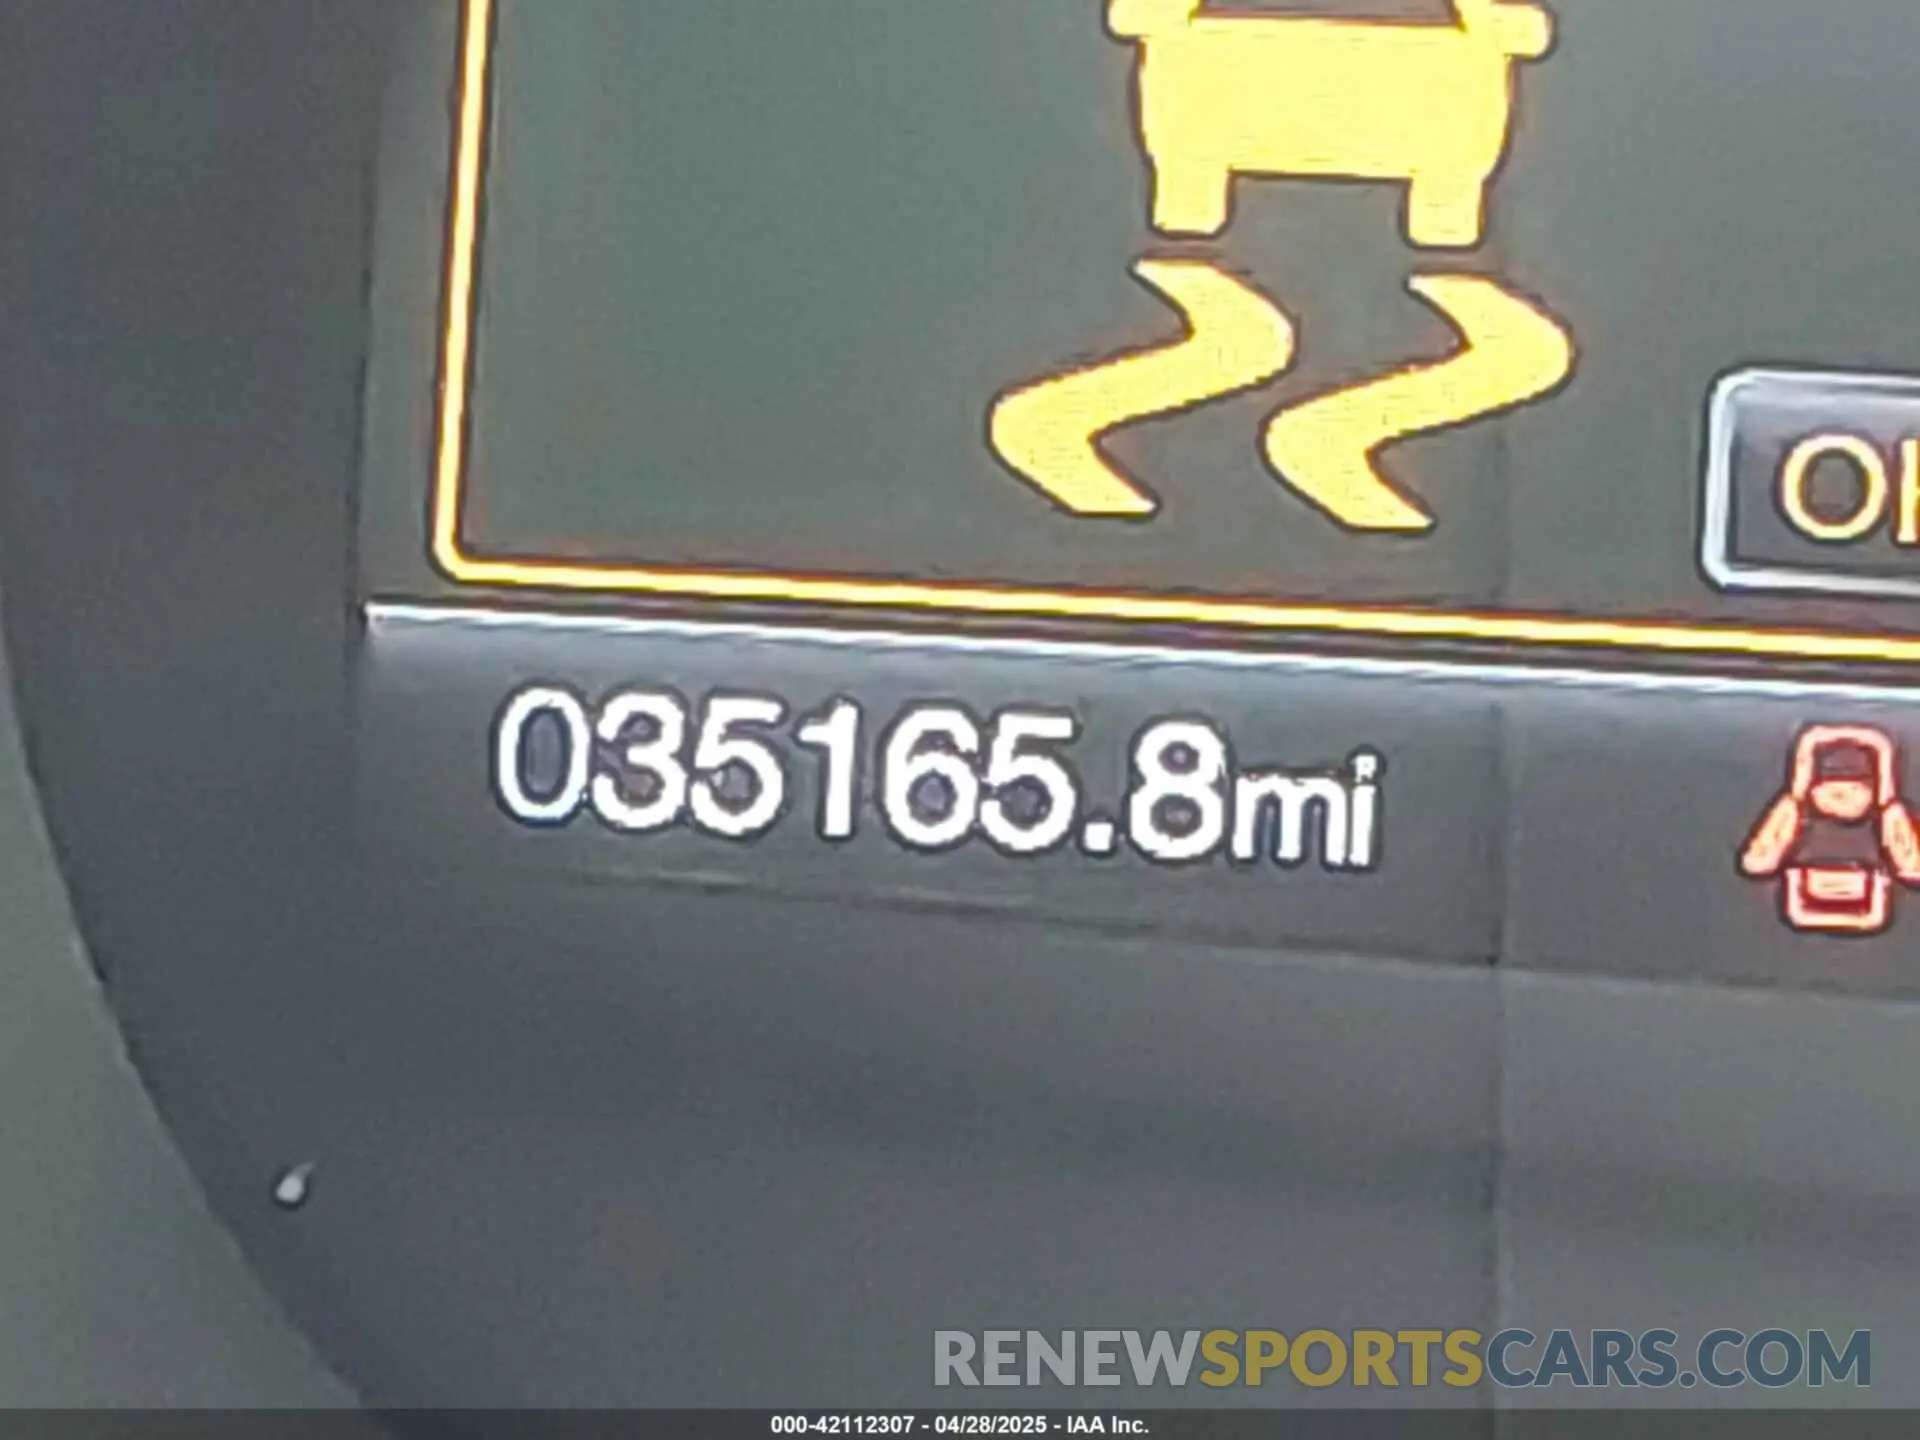 035165.8mi
RENEWSPORTSCARS.COM
000-42112307 - 04/28/2025 - IAA Inc.